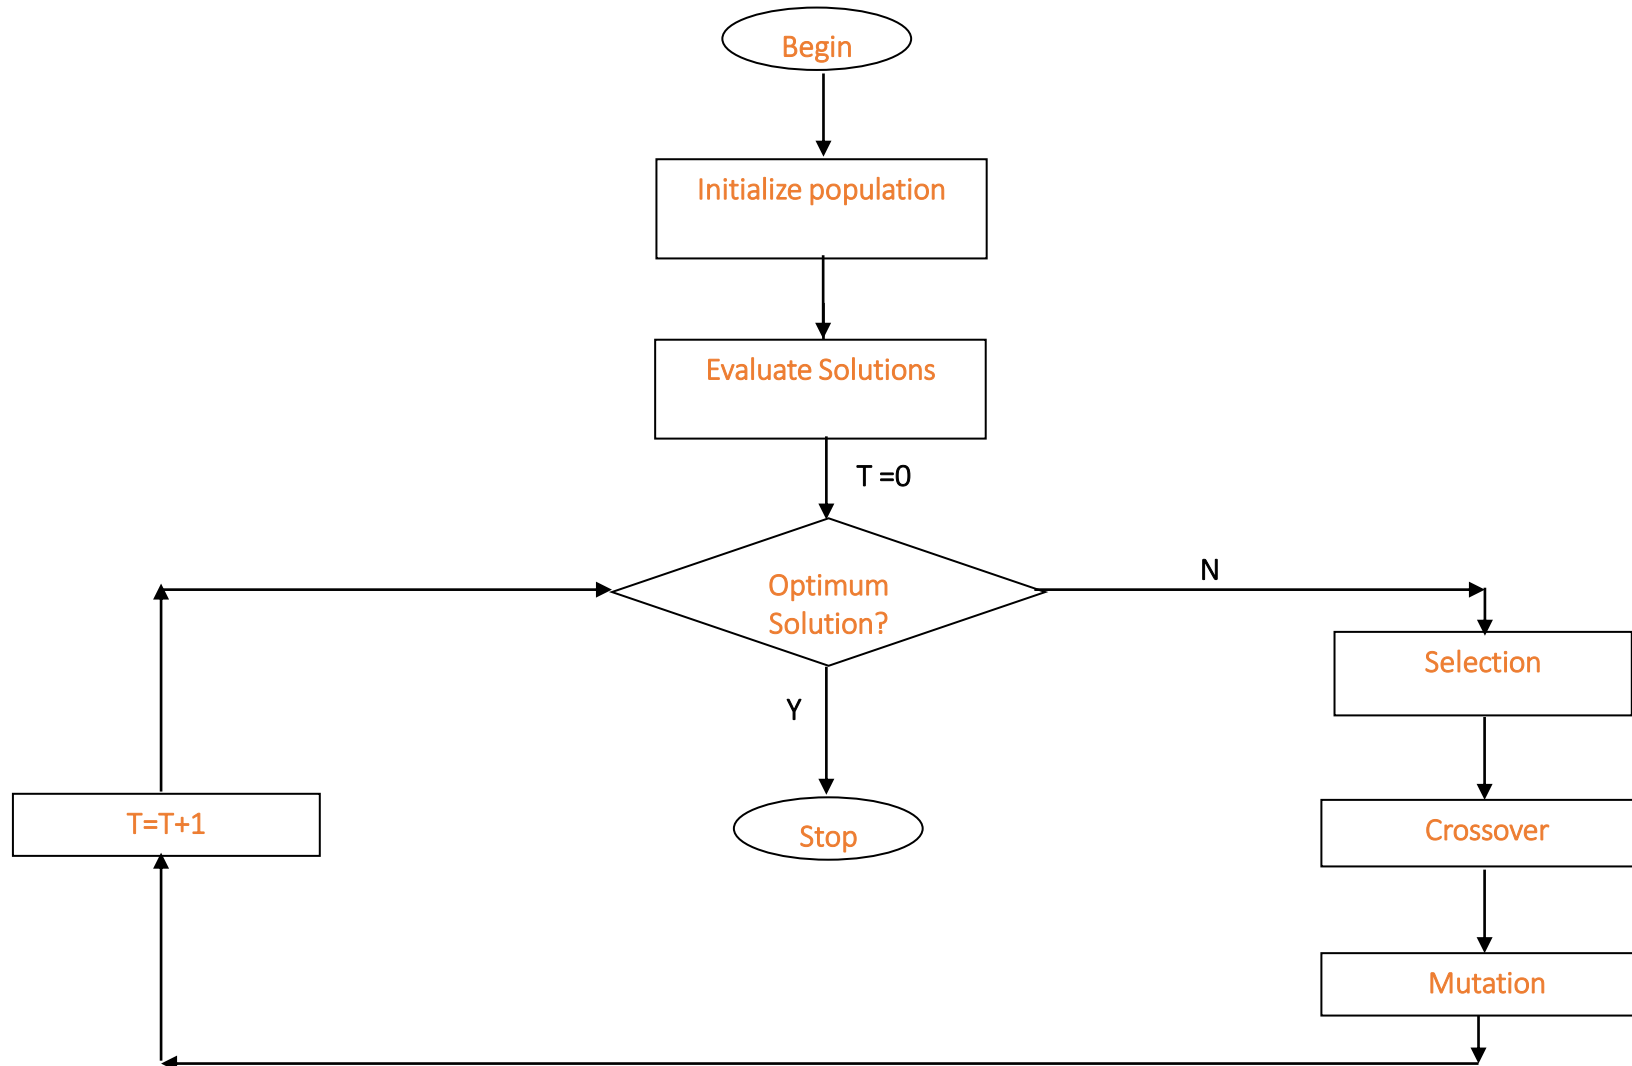 Begin
Initialize population
Evaluate Solutions
T =0
Optimum
Solution?
N
Selection
Y
T=T+1
Stop
Crossover
Mutation